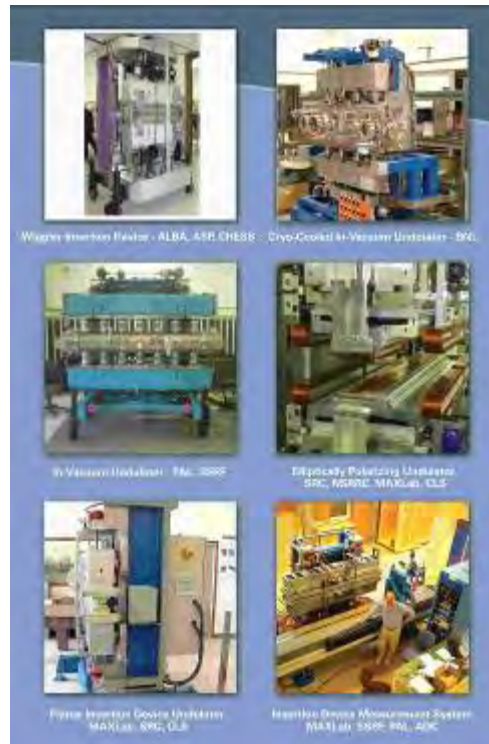 Wiggler Insertion Device - ALBA, ASP, CHESS
Cryo-Cooled In-Vacuum Undulator - BNL
In-Vacuum Undulator - PAL, SSRF
Elliptically Polarizing Undulator
SRC, NSRRC, MAXLab, CLS
Planar Insertion Device Undulator
MAXLab, SRC, CLS
Insertion Device Measurement System
MAXLab, SSRF, PAL, ADC